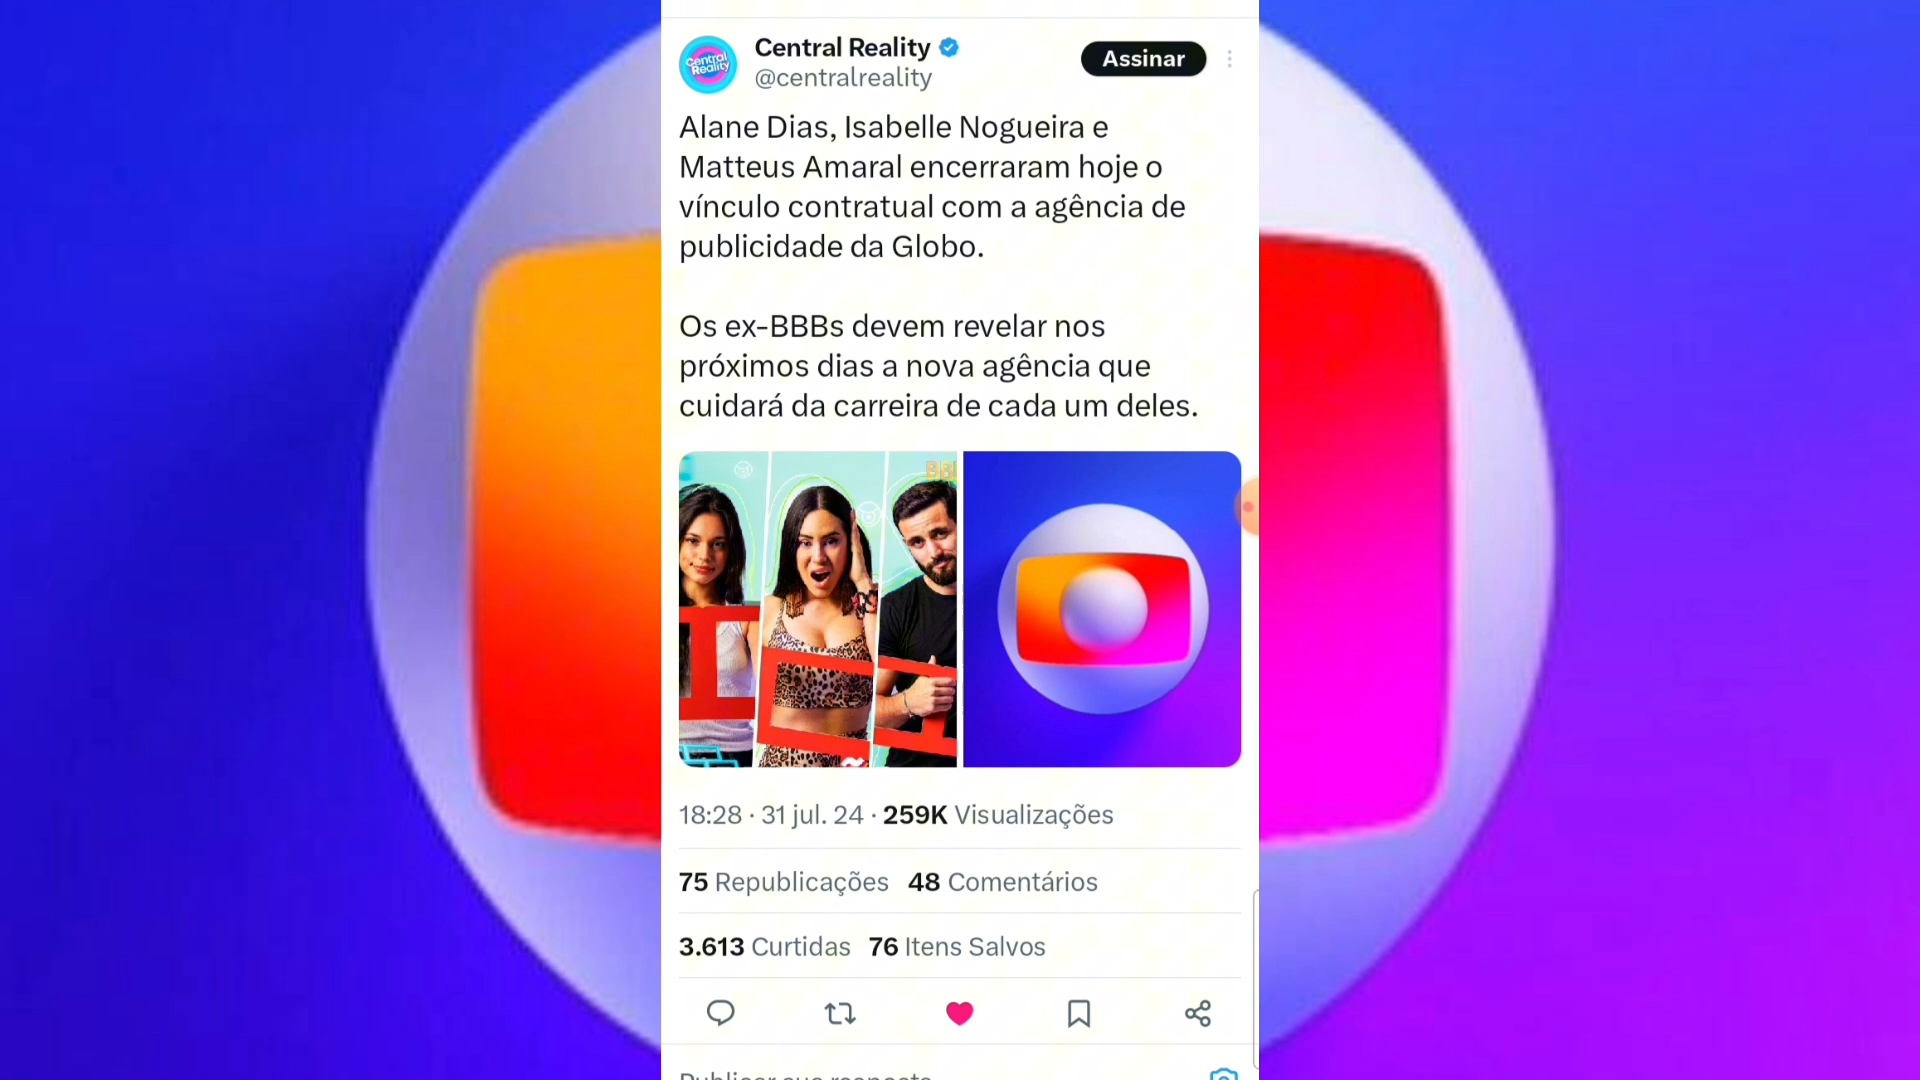 Central Reality
Central Reality
@centralreality
Assinar
Alane Dias, Isabelle Nogueira e
Matteus Amaral encerraram hoje o
vínculo contratual com a agência de
publicidade da Globo.
Os ex-BBBs devem revelar nos
próximos dias a nova agência que
cuidará da carreira de cada um deles.
18:28 · 31 jul. 24 · 259K Visualizações
75 Republicações 48 Comentários
3.613 Curtidas 76 Itens Salvos